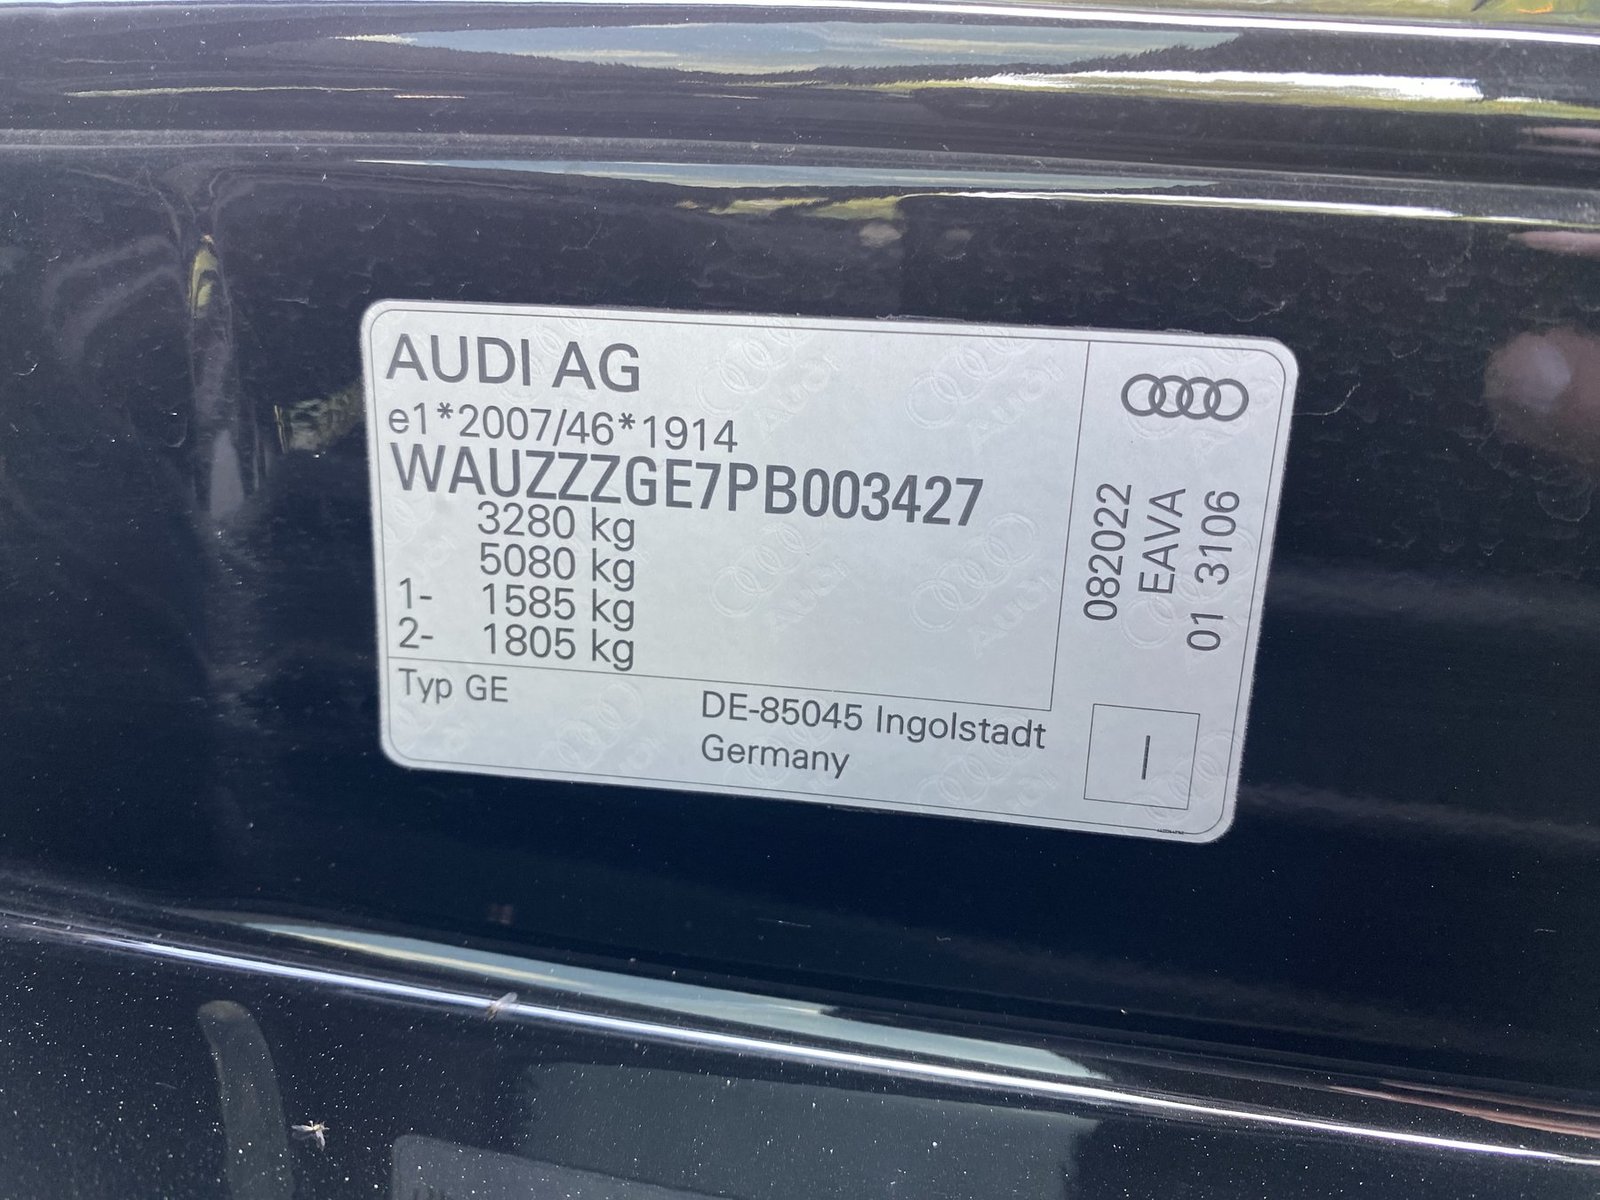 AUDI AG
e1*2007/46*1914
WAUZZZGE7PB003427
3280 kg
5080 kg
1- 1585 kg
2- 1805 kg
Typ GE
DE-85045 Ingolstadt
Germany
082022
EAVA
01 3106
I